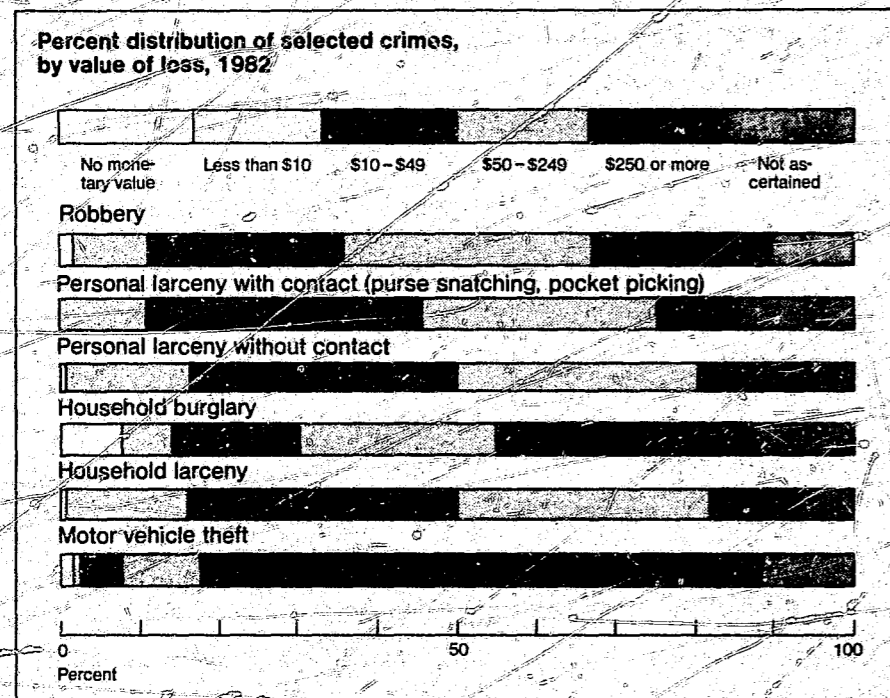 Percent distribution of selected crimes,
by value of loss, 1982
No mone-
tary value
Less than $10
$10–$49
$50–$249
$250 or more
Not as-
certained
Robbery
Personal larceny with contact (purse snatching, pocket picking)
Personal larceny without contact
Household burglary
Household larceny
Motor vehicle theft
0 50 100
Percent